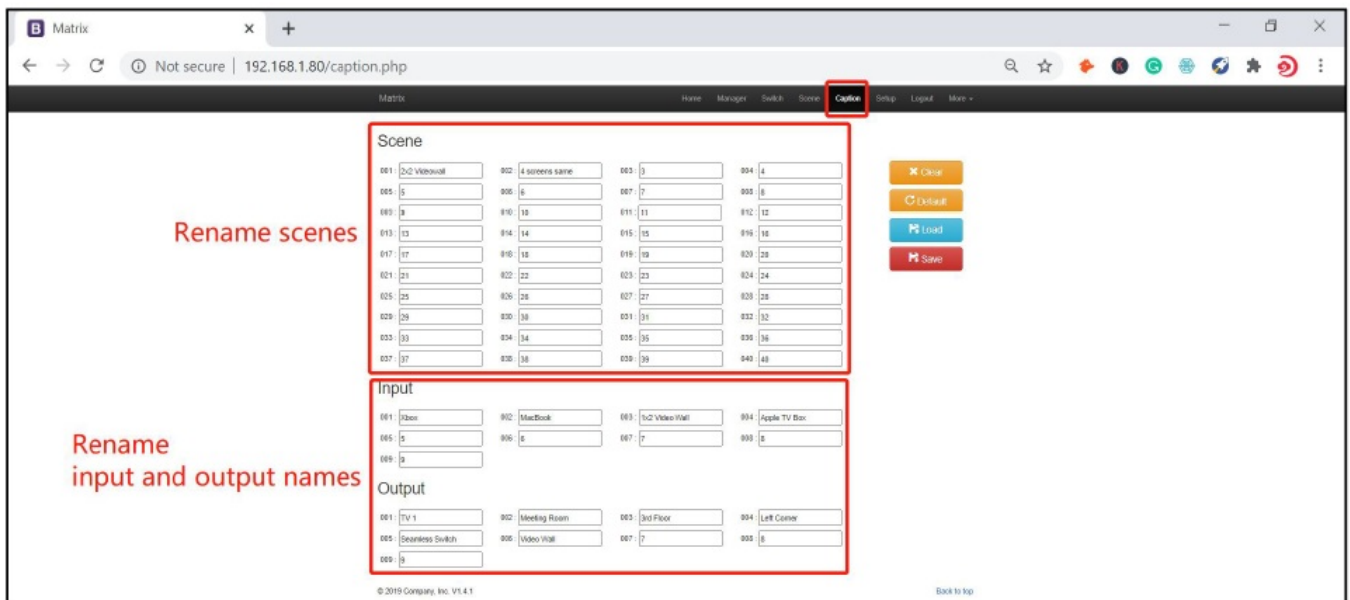 B Matrix
Not secure | 192.168.1.80/caption.php
Matrix Home Manager Switch Scene Caption Setup Logout More
Scene
001 : 2x2 Videowall 002 : 4 screens same 003 : 3 004 : 4
005 : 5 006 : 6 007 : 7 008 : 8
009 : 9 010 : 10 011 : 11 012 : 12
013 : 13 014 : 14 015 : 15 016 : 16
017 : 17 018 : 18 019 : 19 020 : 20
021 : 21 022 : 22 023 : 23 024 : 24
025 : 25 026 : 26 027 : 27 028 : 28
029 : 29 030 : 30 031 : 31 032 : 32
033 : 33 034 : 34 035 : 35 036 : 36
037 : 37 038 : 38 039 : 39 040 : 40
Clear
Default
Load
Save
Rename scenes
Input
001 : Xbox 002 : MacBook 003 : 1x2 Video Wall 004 : Apple TV Box
005 : 5 006 : 6 007 : 7 008 : 8
009 : 9
Rename
input and output names
Output
001 : TV 1 002 : Meeting Room 003 : 3rd Floor 004 : Left Corner
005 : Seamless Switch 006 : Video Wall 007 : 7 008 : 8
009 : 9
© 2019 Company, Inc. V1.4.1 Back to top